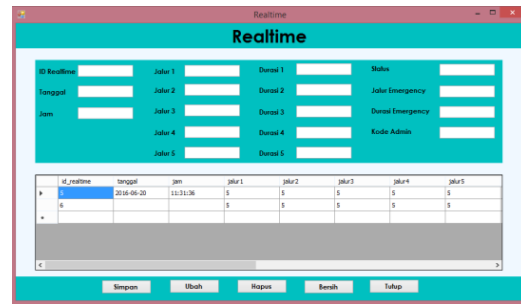 Realtime
Realtime
ID Realtime Jalur 1 Durasi 1 Status
Tanggal Jalur 2 Durasi 2 Jalur Emergency
Jam Jalur 3 Durasi 3 Durasi Emergency
Jalur 4 Durasi 4 Kode Admin
Jalur 5 Durasi 5
id_realtime tanggal jam jalur1 jalur2 jalur3 jalur4 jalur5
5 2016-06-20 11:31:36 5 5 5 5 5
6 5 5 5 5 5
Simpan Ubah Hapus Bersih Tutup